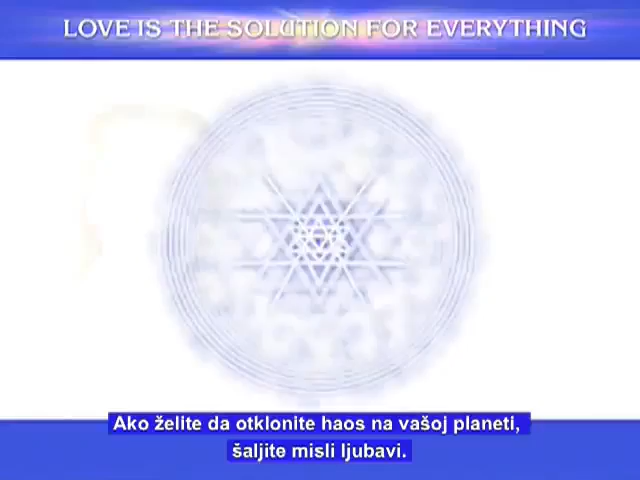 LOVE IS THE SOLUTION FOR EVERYTHING
Ako želite da otklonite haos na vašoj planeti,
šaljite misli ljubavi.